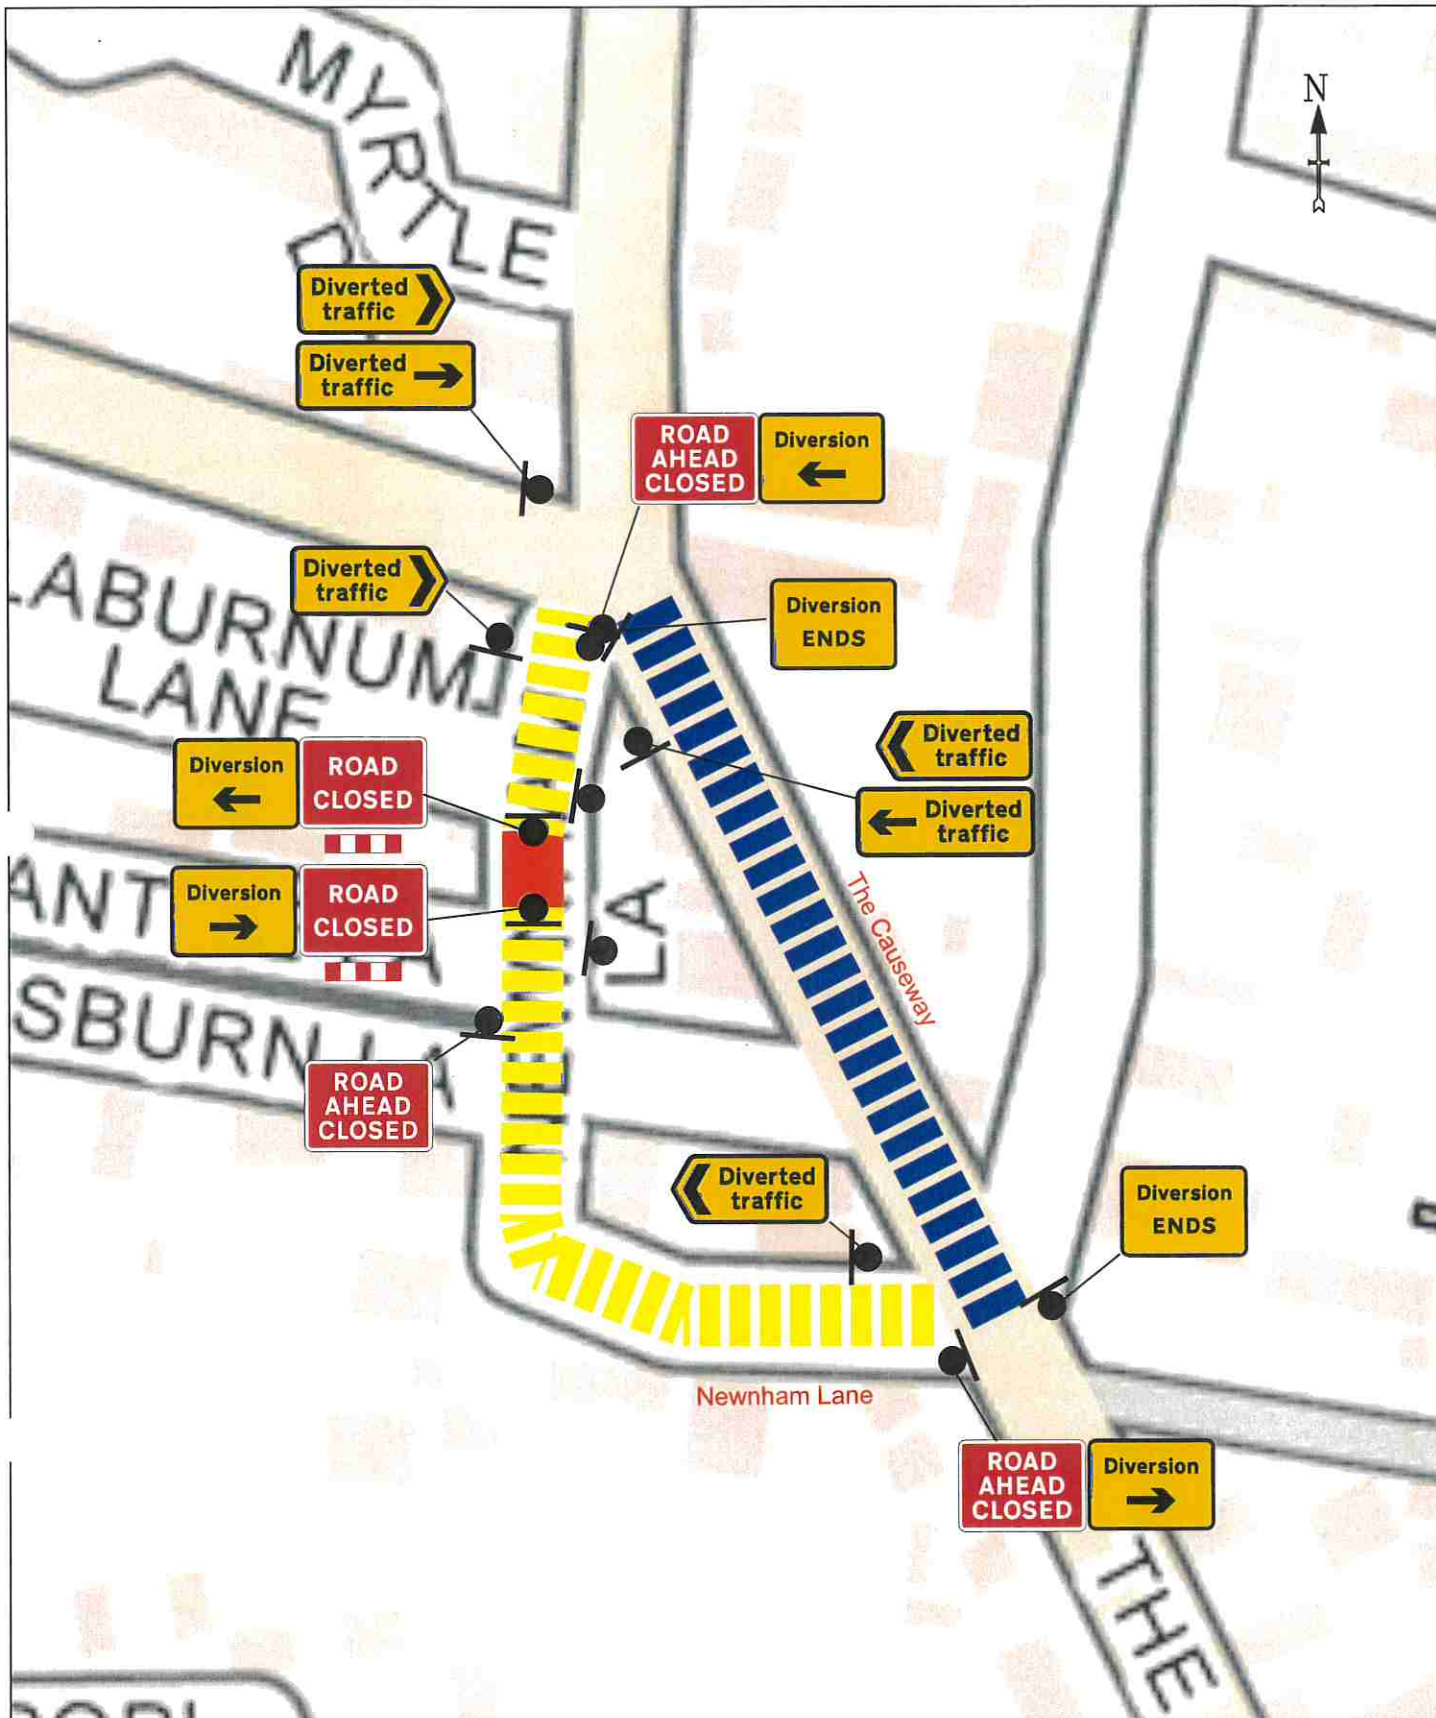 MYRTLE
N
Diverted
traffic
Diverted
traffic
ROAD
AHEAD
CLOSED
Diversion
Diverted
traffic
Diversion
ENDS
LABURNUM
LANE
Diverted
traffic
Diversion
ROAD
CLOSED
Diverted
traffic
The Causeway
Diversion
ROAD
CLOSED
ANT
LA
SBURN LA
ROAD
AHEAD
CLOSED
Diverted
traffic
Diversion
ENDS
Newnham Lane
ROAD
AHEAD
CLOSED
Diversion
THE